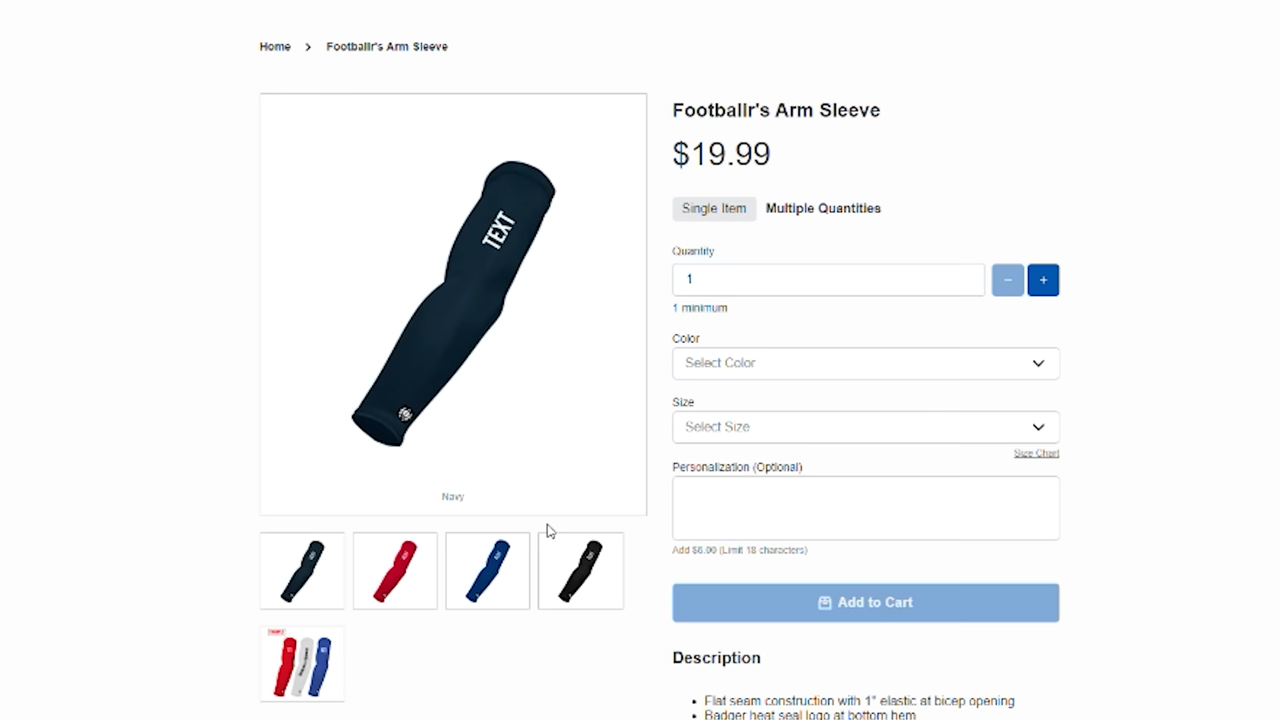 Home > Footballr's Arm Sleeve
Footballr's Arm Sleeve
$19.99
Single Item Multiple Quantities
Quantity
1
1 minimum
Color
Select Color
Size
Select Size
Size Chart
Personalization (Optional)
Add $6.00 (Limit 18 characters)
Add to Cart
Description
• Flat seam construction with 1" elastic at bicep opening
• Badger heat seal logo at bottom hem
TEXT
Navy